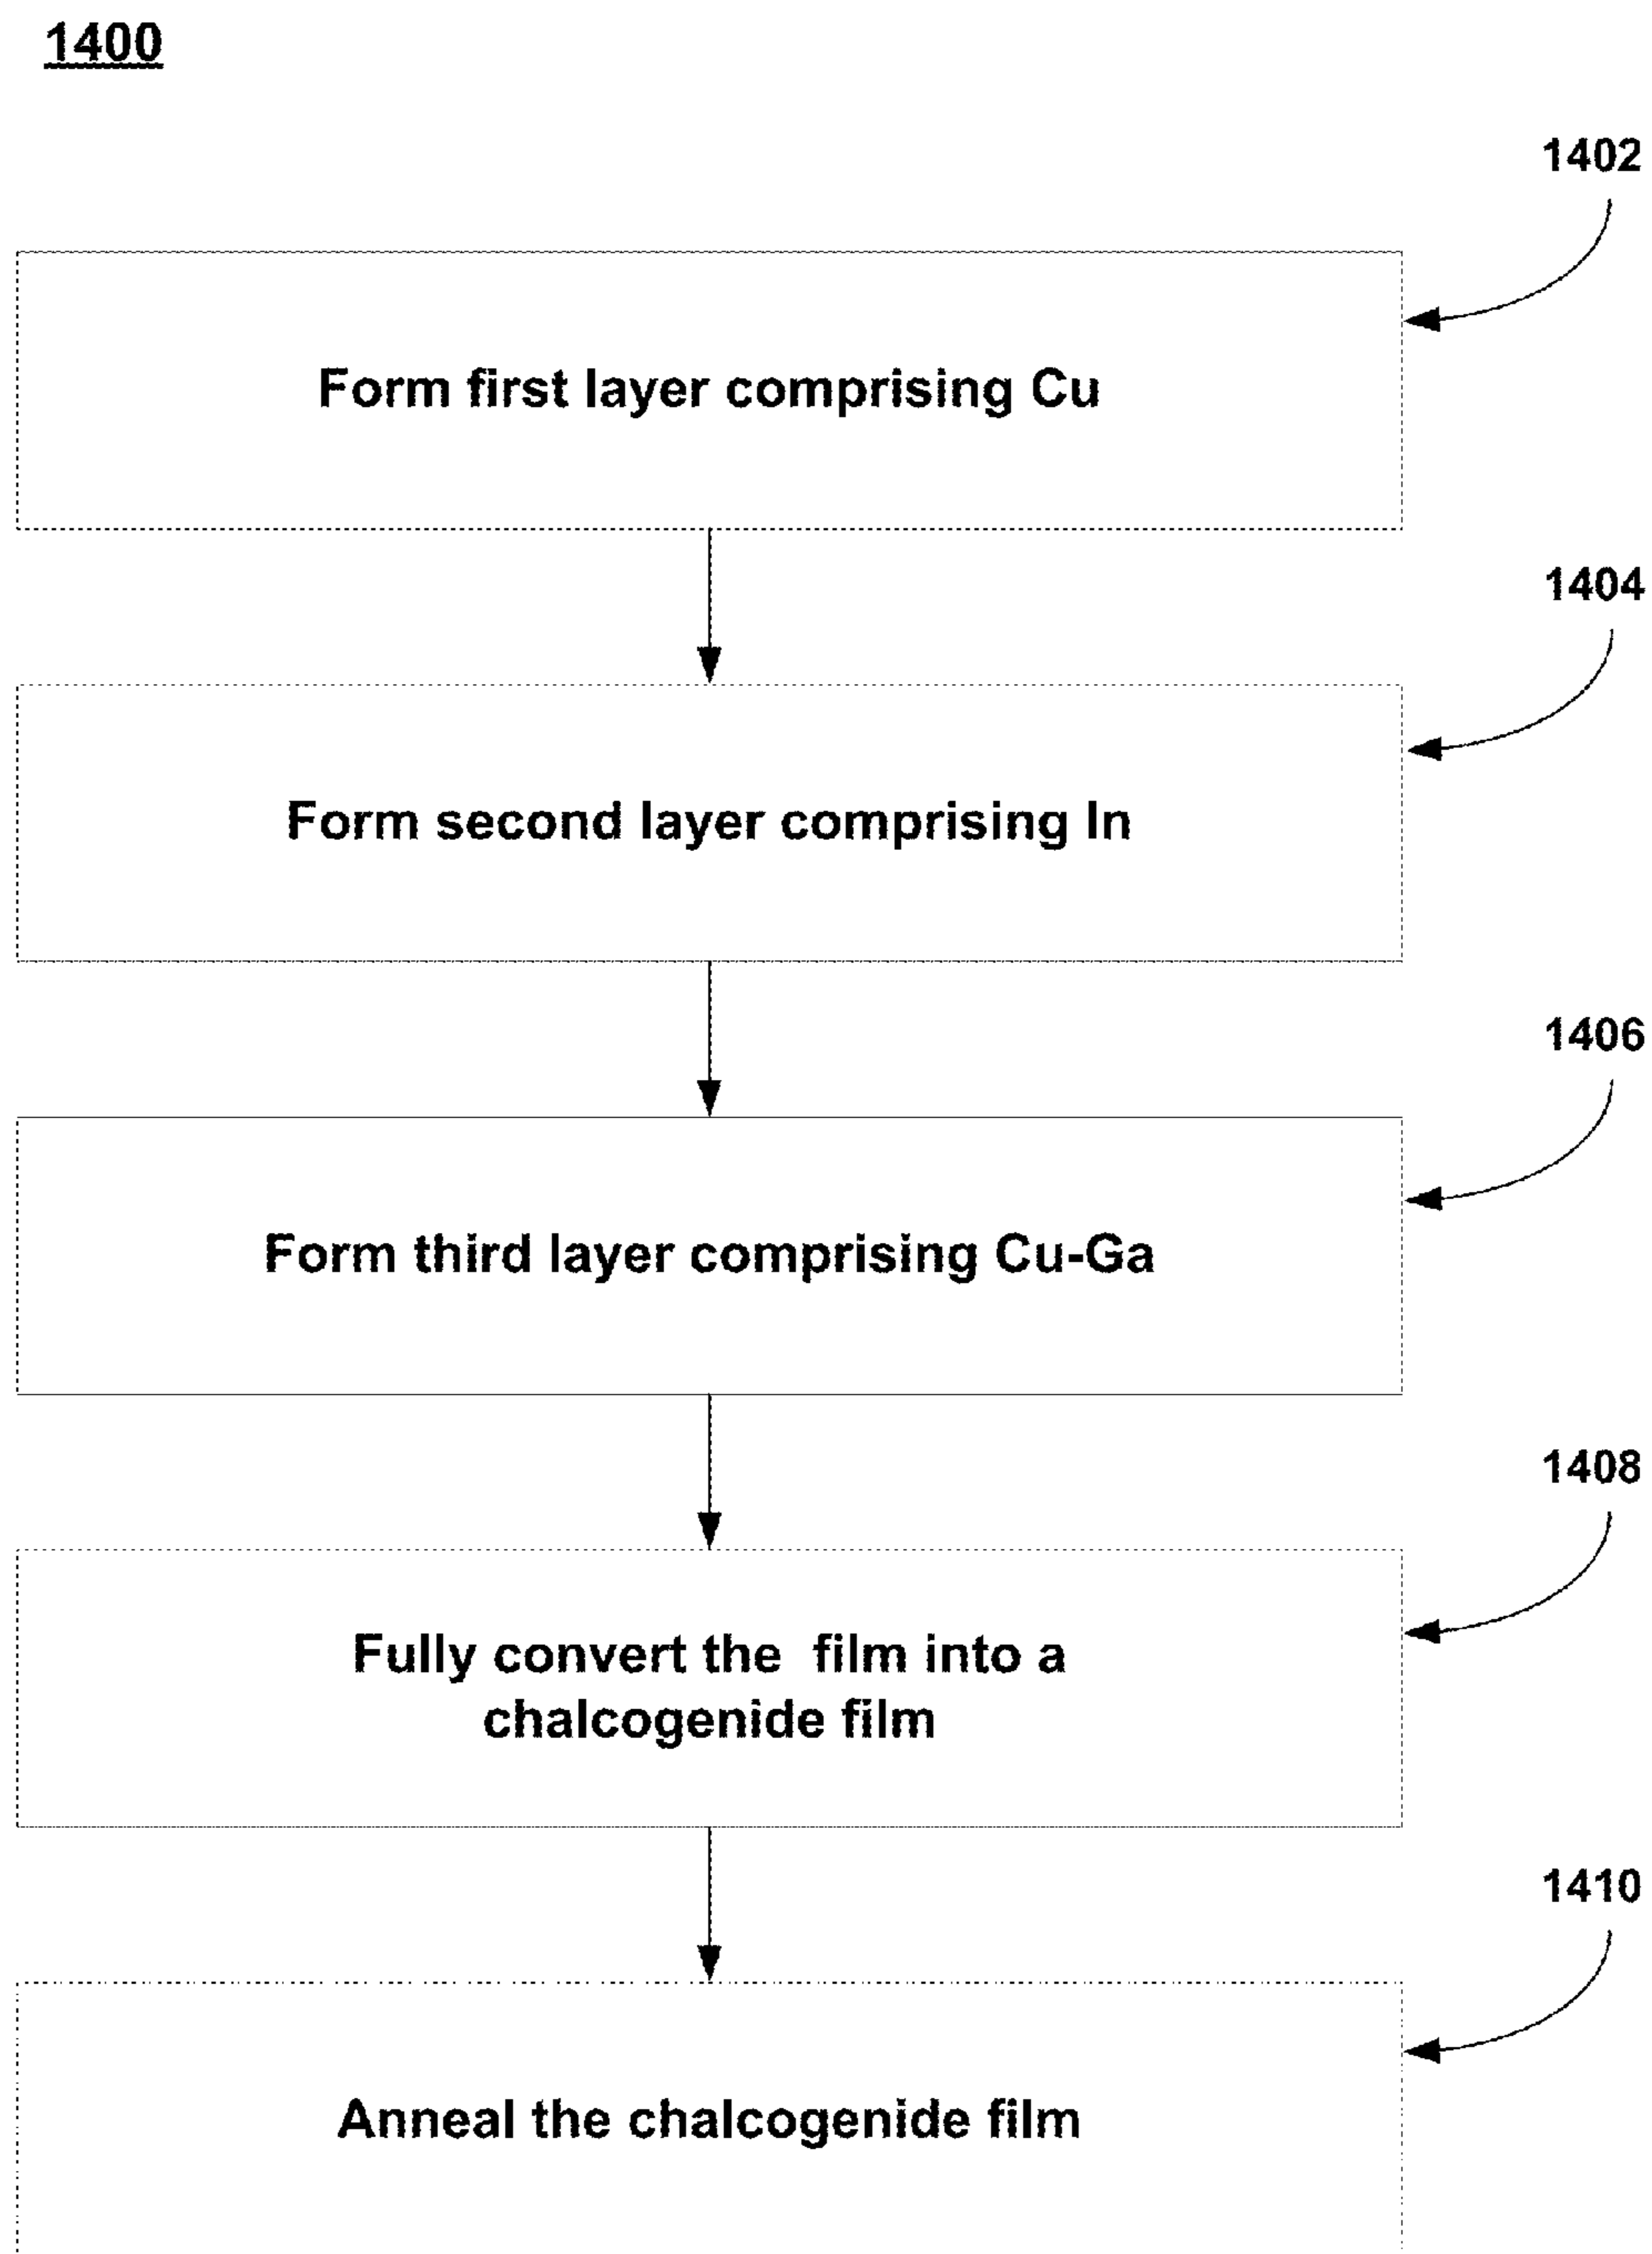 1400
1402
Form first layer comprising Cu
1404
Form second layer comprising In
1406
Form third layer comprising Cu-Ga
1408
Fully convert the film into a
chalcogenide film
1410
Anneal the chalcogenide film